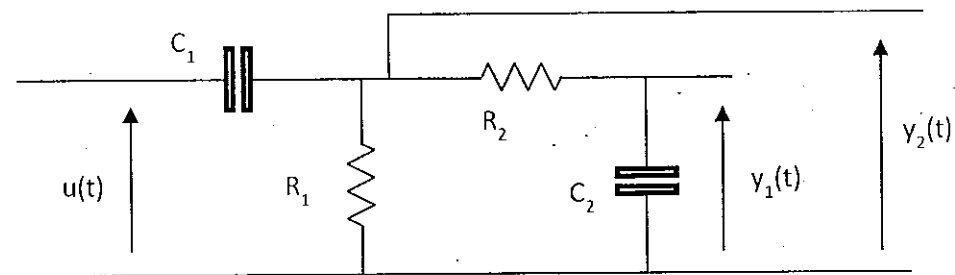 C₁
R₂
y₂(t)
u(t)
R₁
C₂
y₁(t)